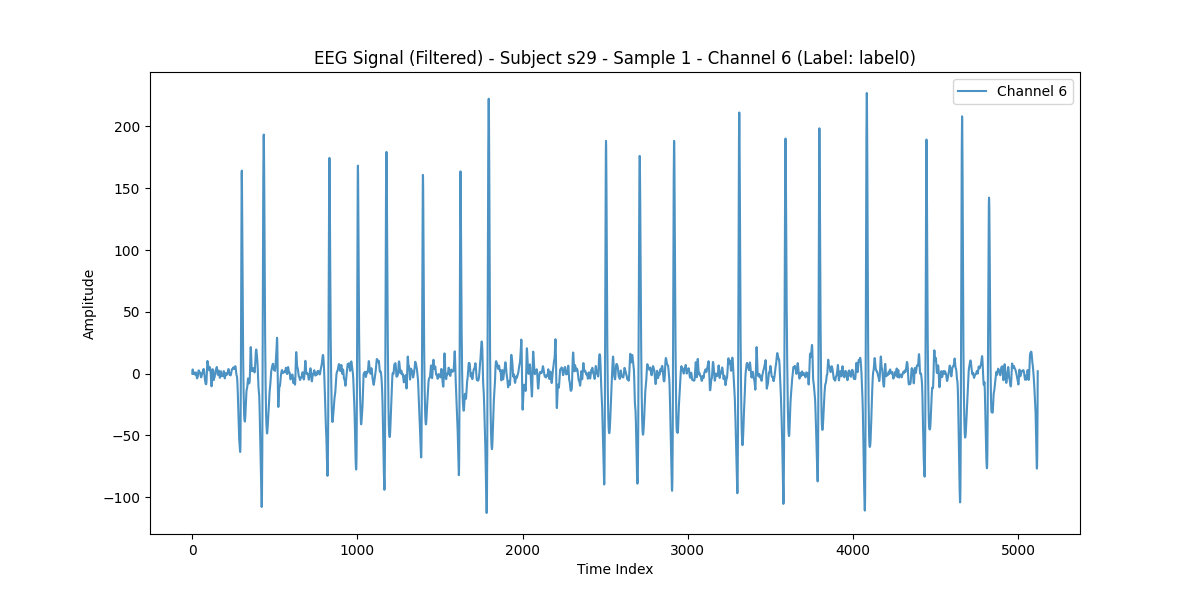 EEG Signal (Filtered) - Subject s29 - Sample 1 - Channel 6 (Label: label0)
Channel 6
200
150
100
50
0
−50
−100
Amplitude
0 1000 2000 3000 4000 5000
Time Index